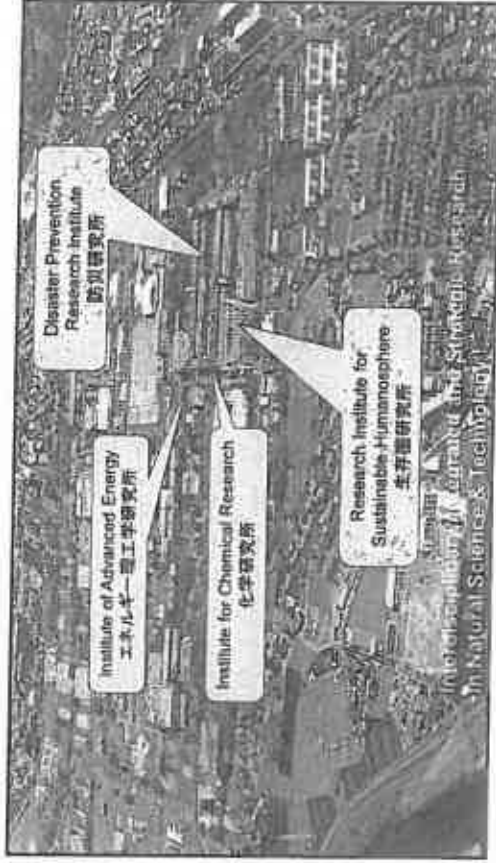 Disaster Prevention
Research Institute
防災研究所
Institute of Advanced Energy
エネルギー理工学研究所
Institute for Chemical Research
化学研究所
Research Institute for
Sustainable Humanosphere
生存圏研究所
Interdisciplinary and Strategic Research
in Natural Science & Technology